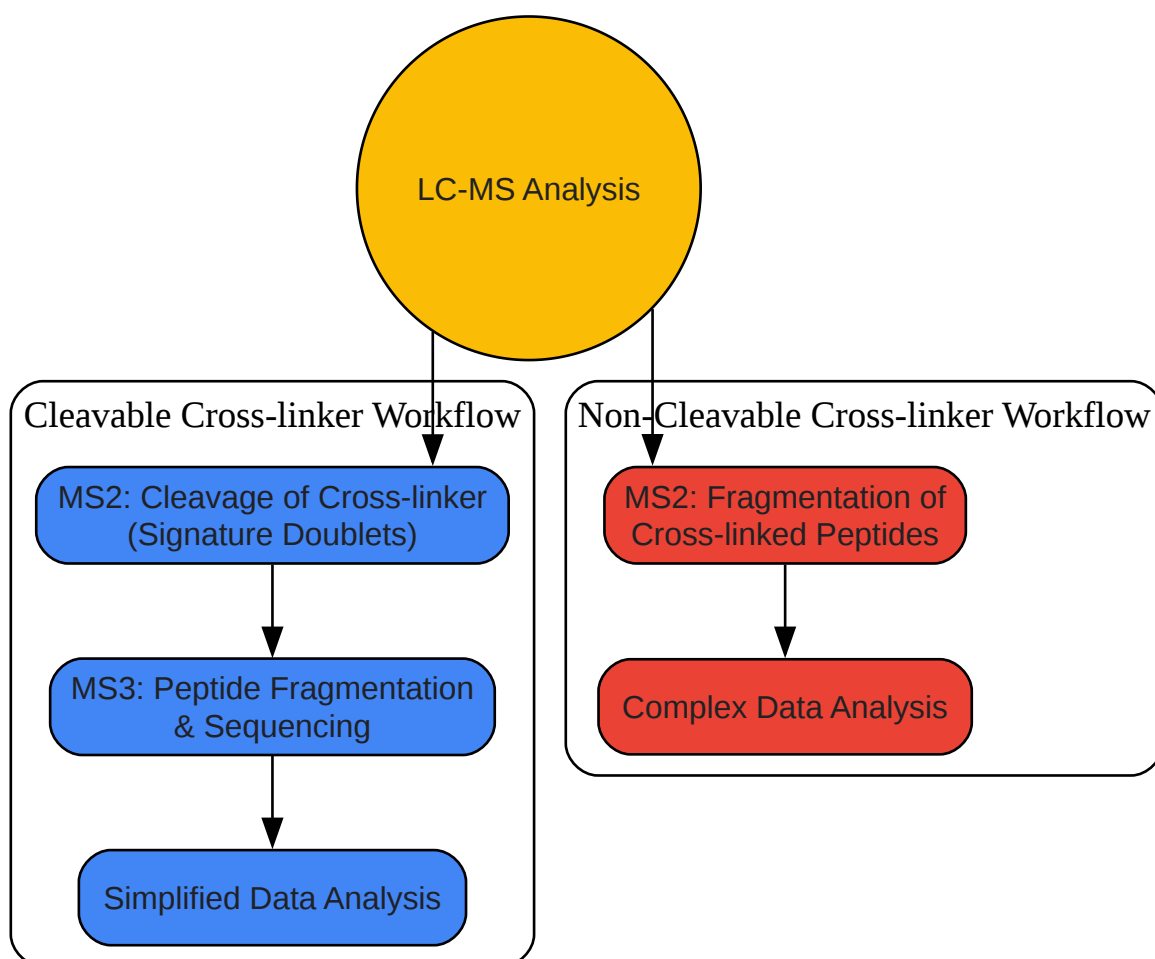 LC-MS Analysis
Cleavable Cross-linker Workflow
MS2: Cleavage of Cross-linker
(Signature Doublets)
MS3: Peptide Fragmentation
& Sequencing
Simplified Data Analysis
Non-Cleavable Cross-linker Workflow
MS2: Fragmentation of
Cross-linked Peptides
Complex Data Analysis